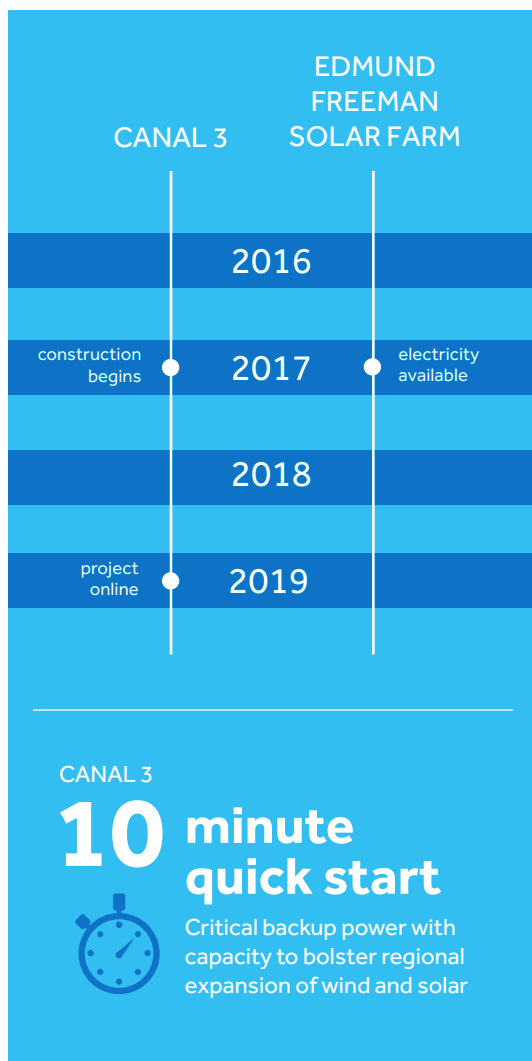 CANAL 3
EDMUND
FREEMAN
SOLAR FARM
2016
construction
begins
2017
electricity
available
2018
project
online
2019
CANAL 3
10
minute
quick start
Critical backup power with
capacity to bolster regional
expansion of wind and solar